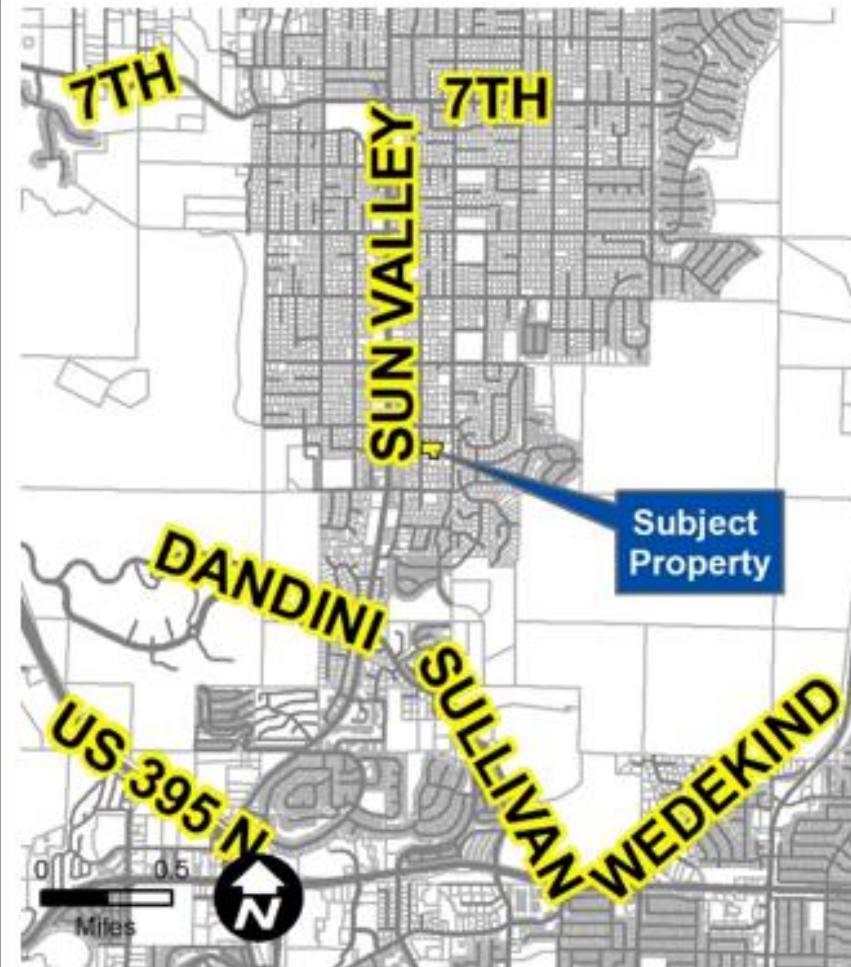 7TH
7TH
SUN VALLEY
Subject
Property
DANDINI
SULLIVAN
WEDEKIND
US 395 N
0 0.5
Miles
N